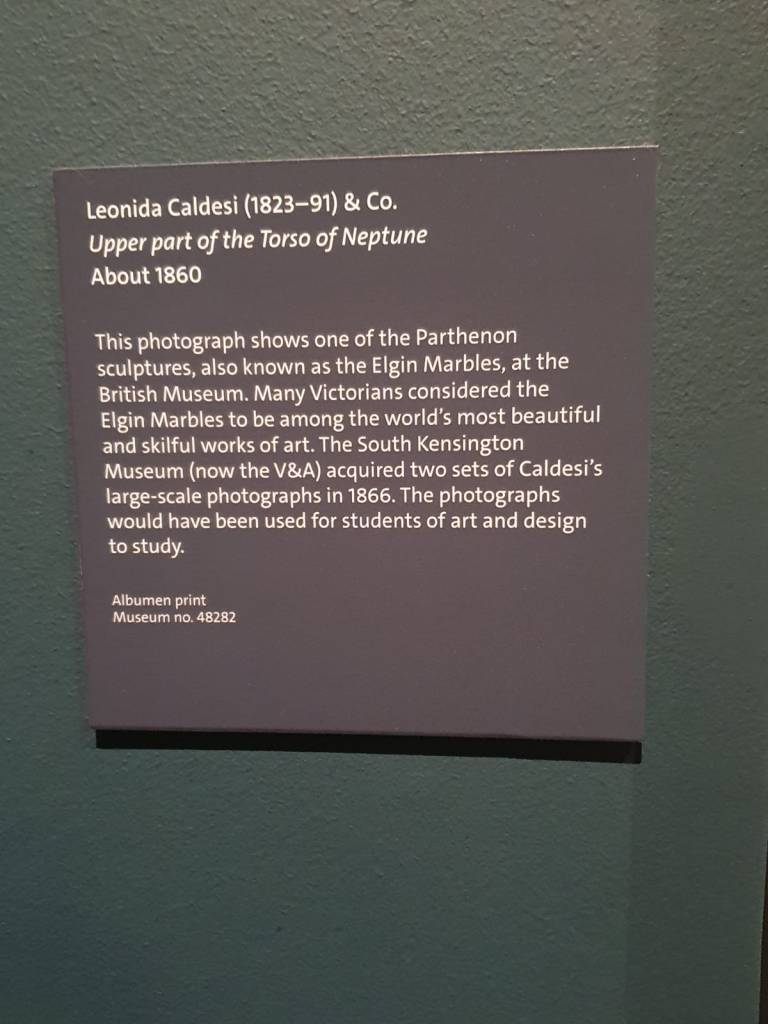 Leonida Caldesi (1823–91) & Co.
Upper part of the Torso of Neptune
About 1860
This photograph shows one of the Parthenon
sculptures, also known as the Elgin Marbles, at the
British Museum. Many Victorians considered the
Elgin Marbles to be among the world's most beautiful
and skilful works of art. The South Kensington
Museum (now the V&A) acquired two sets of Caldesi's
large-scale photographs in 1866. The photographs
would have been used for students of art and design
to study.
Albumen print
Museum no. 48282